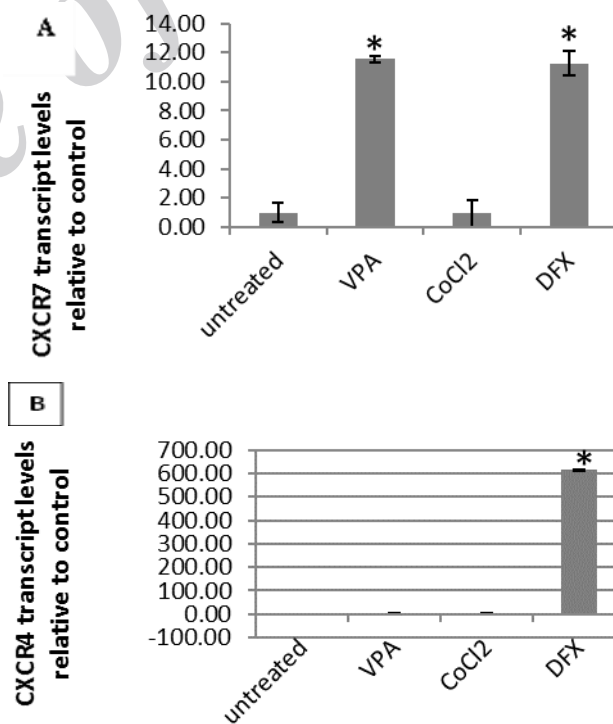 A
CXCR7 transcript levels
relative to control
14.00
12.00
10.00
8.00
6.00
4.00
2.00
0.00
*
*
untreated
VPA
CoCl2
DFX
B
CXCR4 transcript levels
relative to control
700.00
600.00
500.00
400.00
300.00
200.00
100.00
0.00
-100.00
*
untreated
VPA
CoCl2
DFX